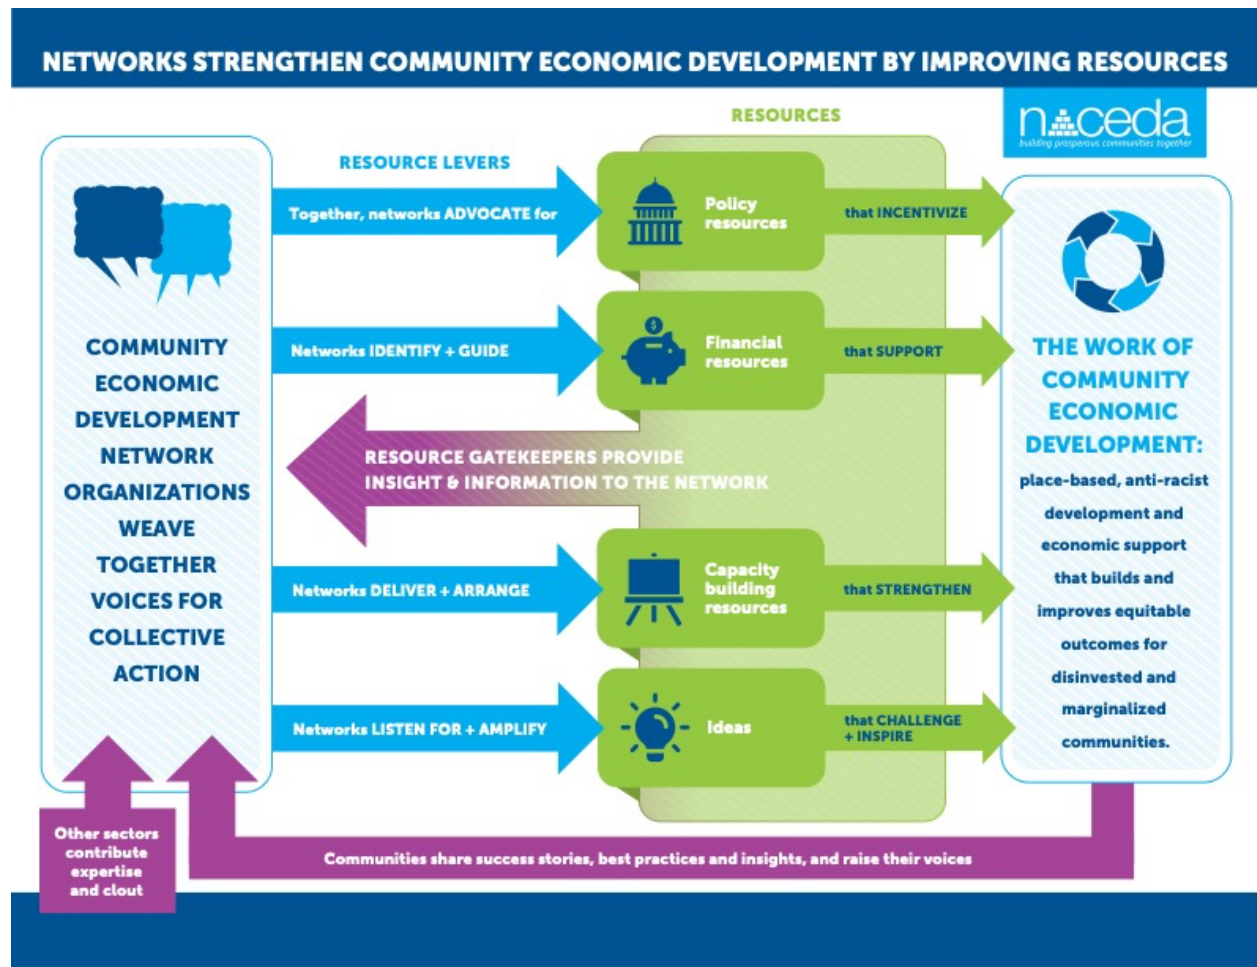 NETWORKS STRENGTHEN COMMUNITY ECONOMIC DEVELOPMENT BY IMPROVING RESOURCES
naceda
building prosperous communities together
COMMUNITY
ECONOMIC
DEVELOPMENT
NETWORK
ORGANIZATIONS
WEAVE
TOGETHER
VOICES FOR
COLLECTIVE
ACTION
RESOURCE LEVERS
RESOURCES
Together, networks ADVOCATE for
Policy
resources
that INCENTIVIZE
Networks IDENTIFY + GUIDE
Financial
resources
$
that SUPPORT
RESOURCE GATEKEEPERS PROVIDE
INSIGHT & INFORMATION TO THE NETWORK
Networks DELIVER + ARRANGE
Capacity
building
resources
that STRENGTHEN
Networks LISTEN FOR + AMPLIFY
Ideas
that CHALLENGE
+ INSPIRE
THE WORK OF
COMMUNITY
ECONOMIC
DEVELOPMENT:
place-based, anti-racist
development and
economic support
that builds and
improves equitable
outcomes for
disinvested and
marginalized
communities.
Other sectors
contribute
expertise
and clout
Communities share success stories, best practices and insights, and raise their voices